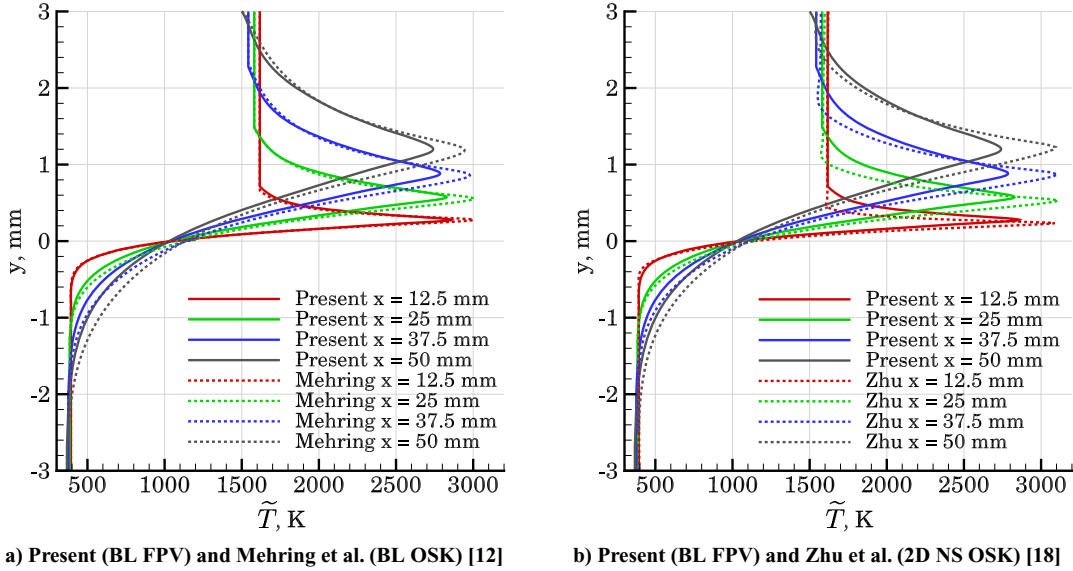 3
2
1
0
-1
-2
-3
y, mm
500
1000
1500
2000
2500
3000
T̃, K
Present x = 12.5 mm
Present x = 25 mm
Present x = 37.5 mm
Present x = 50 mm
Mehring x = 12.5 mm
Mehring x = 25 mm
Mehring x = 37.5 mm
Mehring x = 50 mm
a) Present (BL FPV) and Mehring et al. (BL OSK) [12]
3
2
1
0
-1
-2
-3
y, mm
500
1000
1500
2000
2500
3000
T̃, K
Present x = 12.5 mm
Present x = 25 mm
Present x = 37.5 mm
Present x = 50 mm
Zhu x = 12.5 mm
Zhu x = 25 mm
Zhu x = 37.5 mm
Zhu x = 50 mm
b) Present (BL FPV) and Zhu et al. (2D NS OSK) [18]